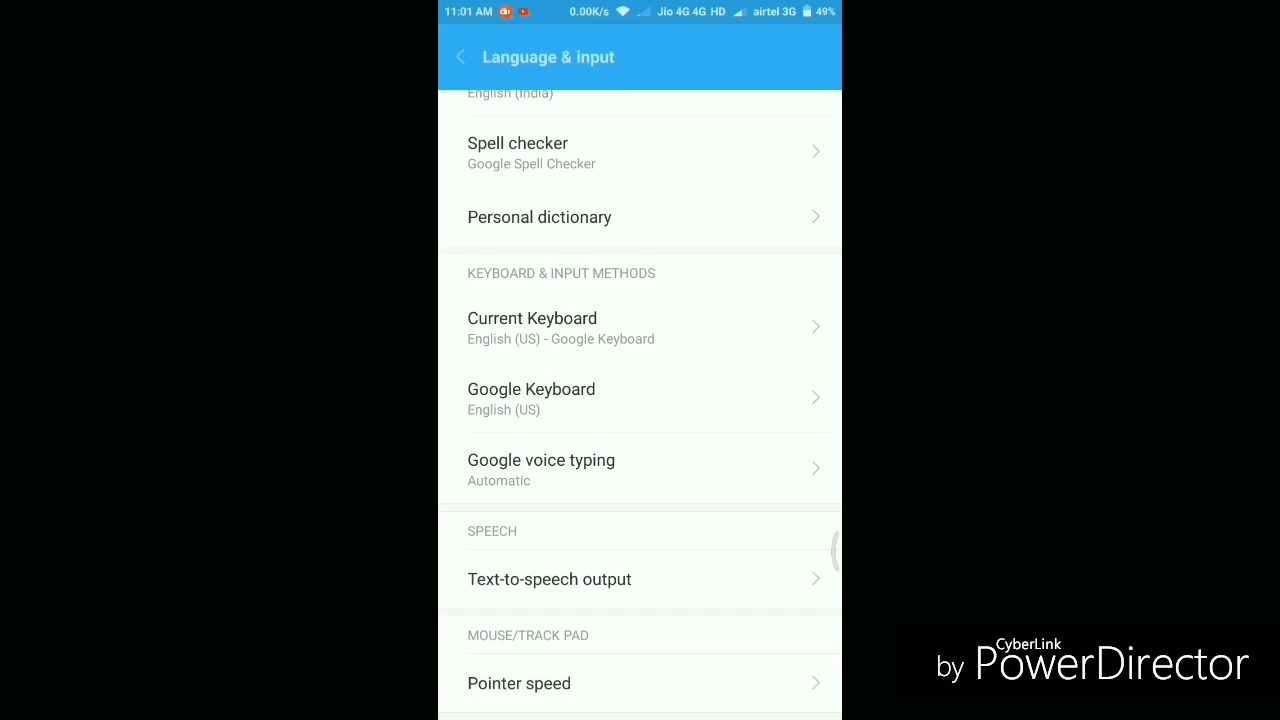 11:01 AM 0.00K/s Jio 4G 4G HD airtel 3G 49%
Language & input
English (India)
Spell checker
Google Spell Checker
Personal dictionary
KEYBOARD & INPUT METHODS
Current Keyboard
English (US) - Google Keyboard
Google Keyboard
English (US)
Google voice typing
Automatic
SPEECH
Text-to-speech output
MOUSE/TRACK PAD
Pointer speed
CyberLink
by PowerDirector